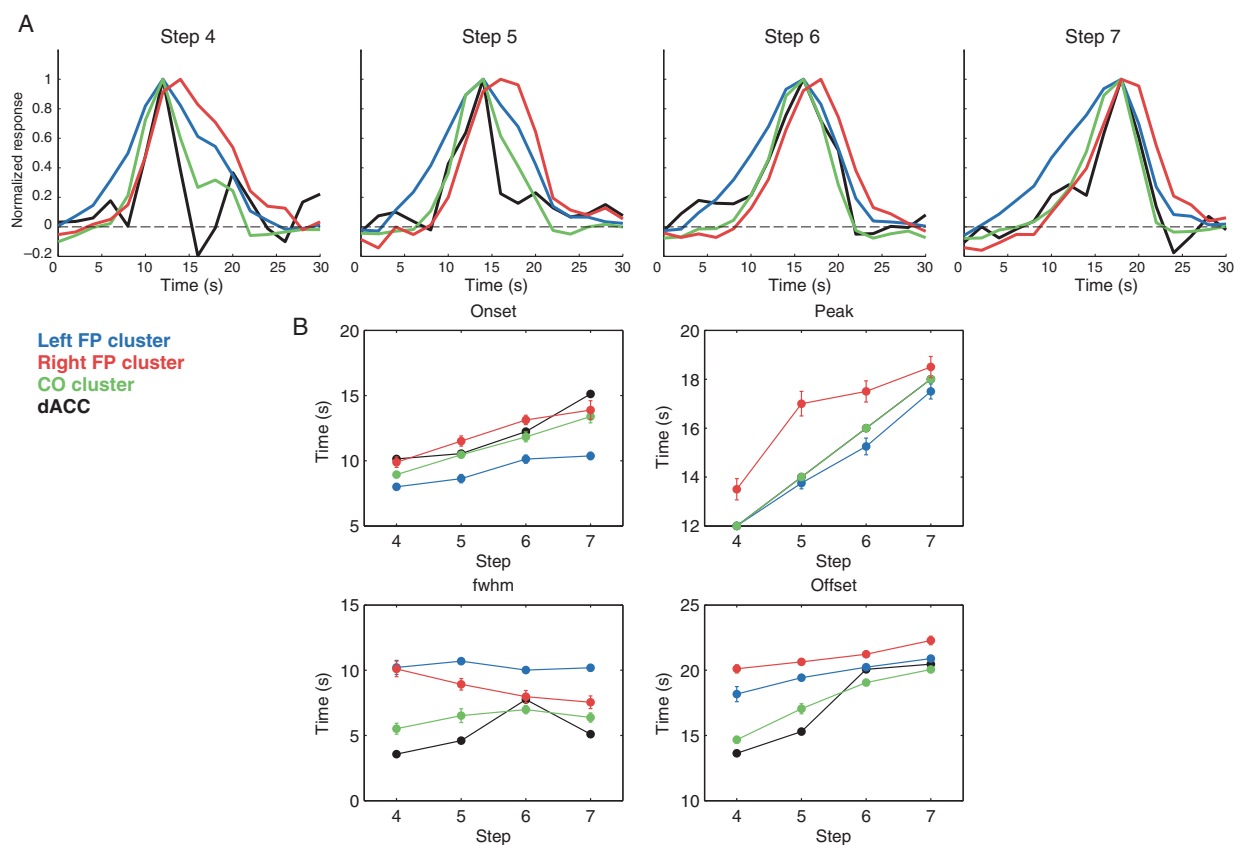 A
Step 4
Step 5
Step 6
Step 7
Normalized response
1
0.8
0.6
0.4
0.2
0
−0.2
0 5 10 15 20 25 30
0 5 10 15 20 25 30
0 5 10 15 20 25 30
0 5 10 15 20 25 30
Time (s)
Time (s)
Time (s)
Time (s)
Left FP cluster
Right FP cluster
CO cluster
dACC
B
Onset
Time (s)
20
15
10
5
4 5 6 7
Step
Peak
Time (s)
18
16
14
12
4 5 6 7
Step
fwhm
Time (s)
15
10
5
0
4 5 6 7
Step
Offset
Time (s)
25
20
15
10
4 5 6 7
Step